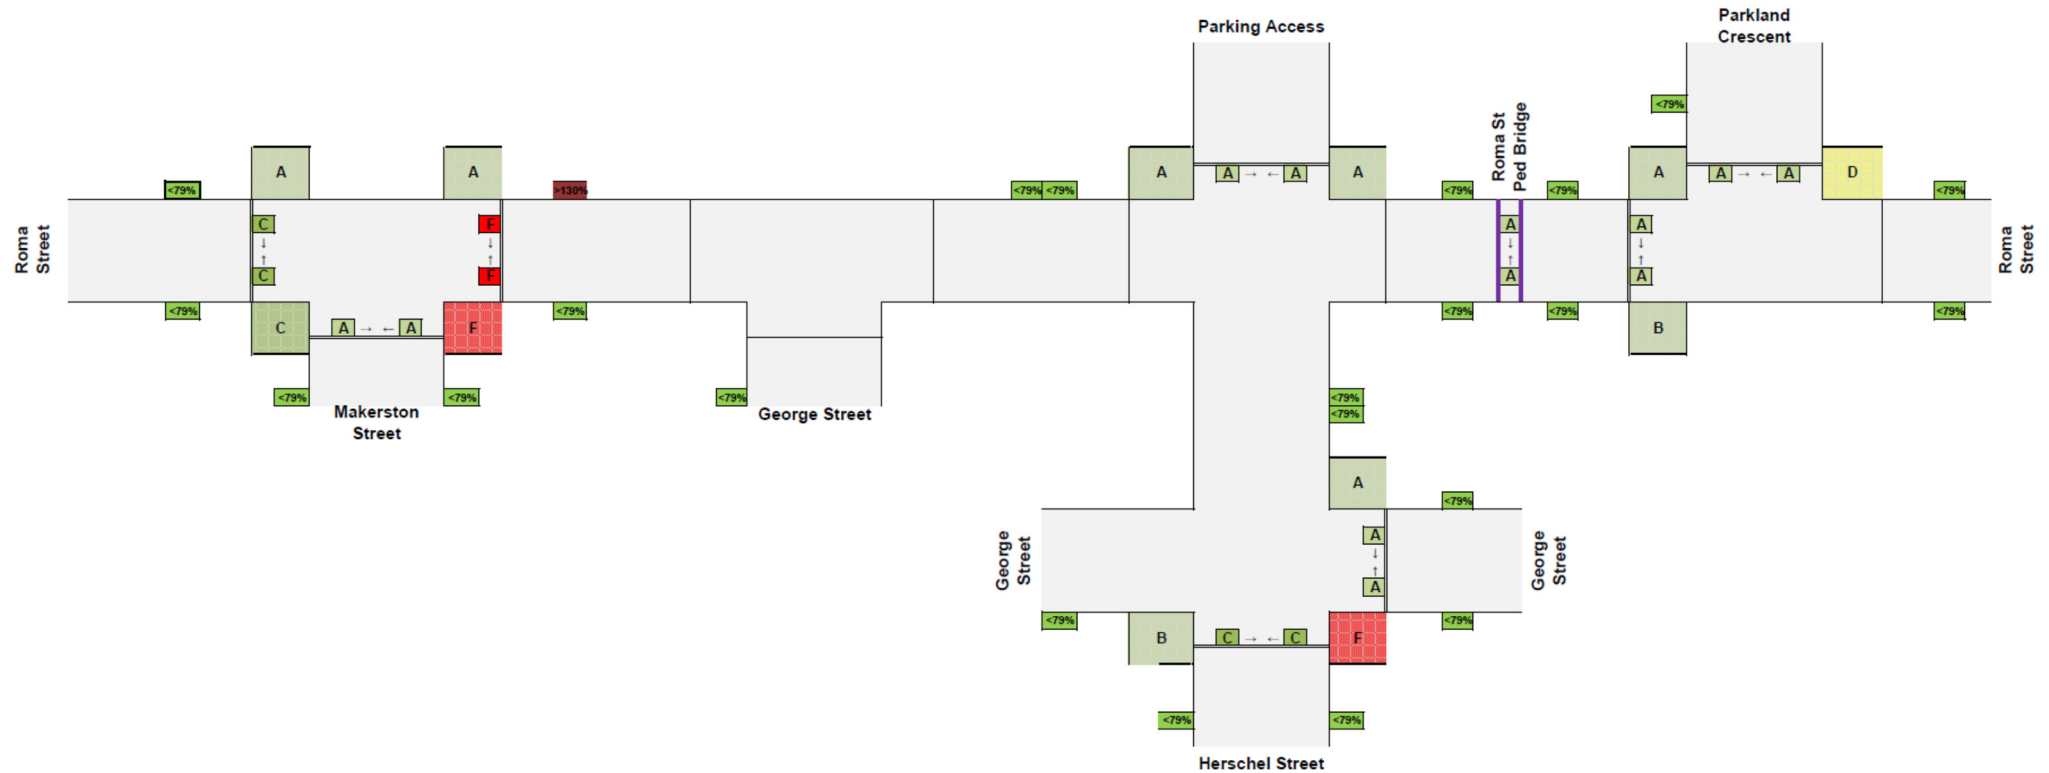 Parking Access
Parkland
Crescent
<79%
Roma St
Ped Bridge
A
A
A
A
A
D
A → ← A
A → ← A
<79%
>130%
<79% <79%
<79%
<79%
<79%
Roma
Street
C
↓
↑
C
F
↓
↑
F
A
↓
↑
A
A
↓
↑
A
Roma
Street
<79%
<79%
<79%
<79%
<79%
C
A → ← A
F
B
<79%
<79%
<79%
<79%
<79%
Makerston
Street
George Street
A
<79%
George
Street
A
↓
↑
A
George
Street
<79%
<79%
B
C → ← C
F
<79%
<79%
Herschel Street